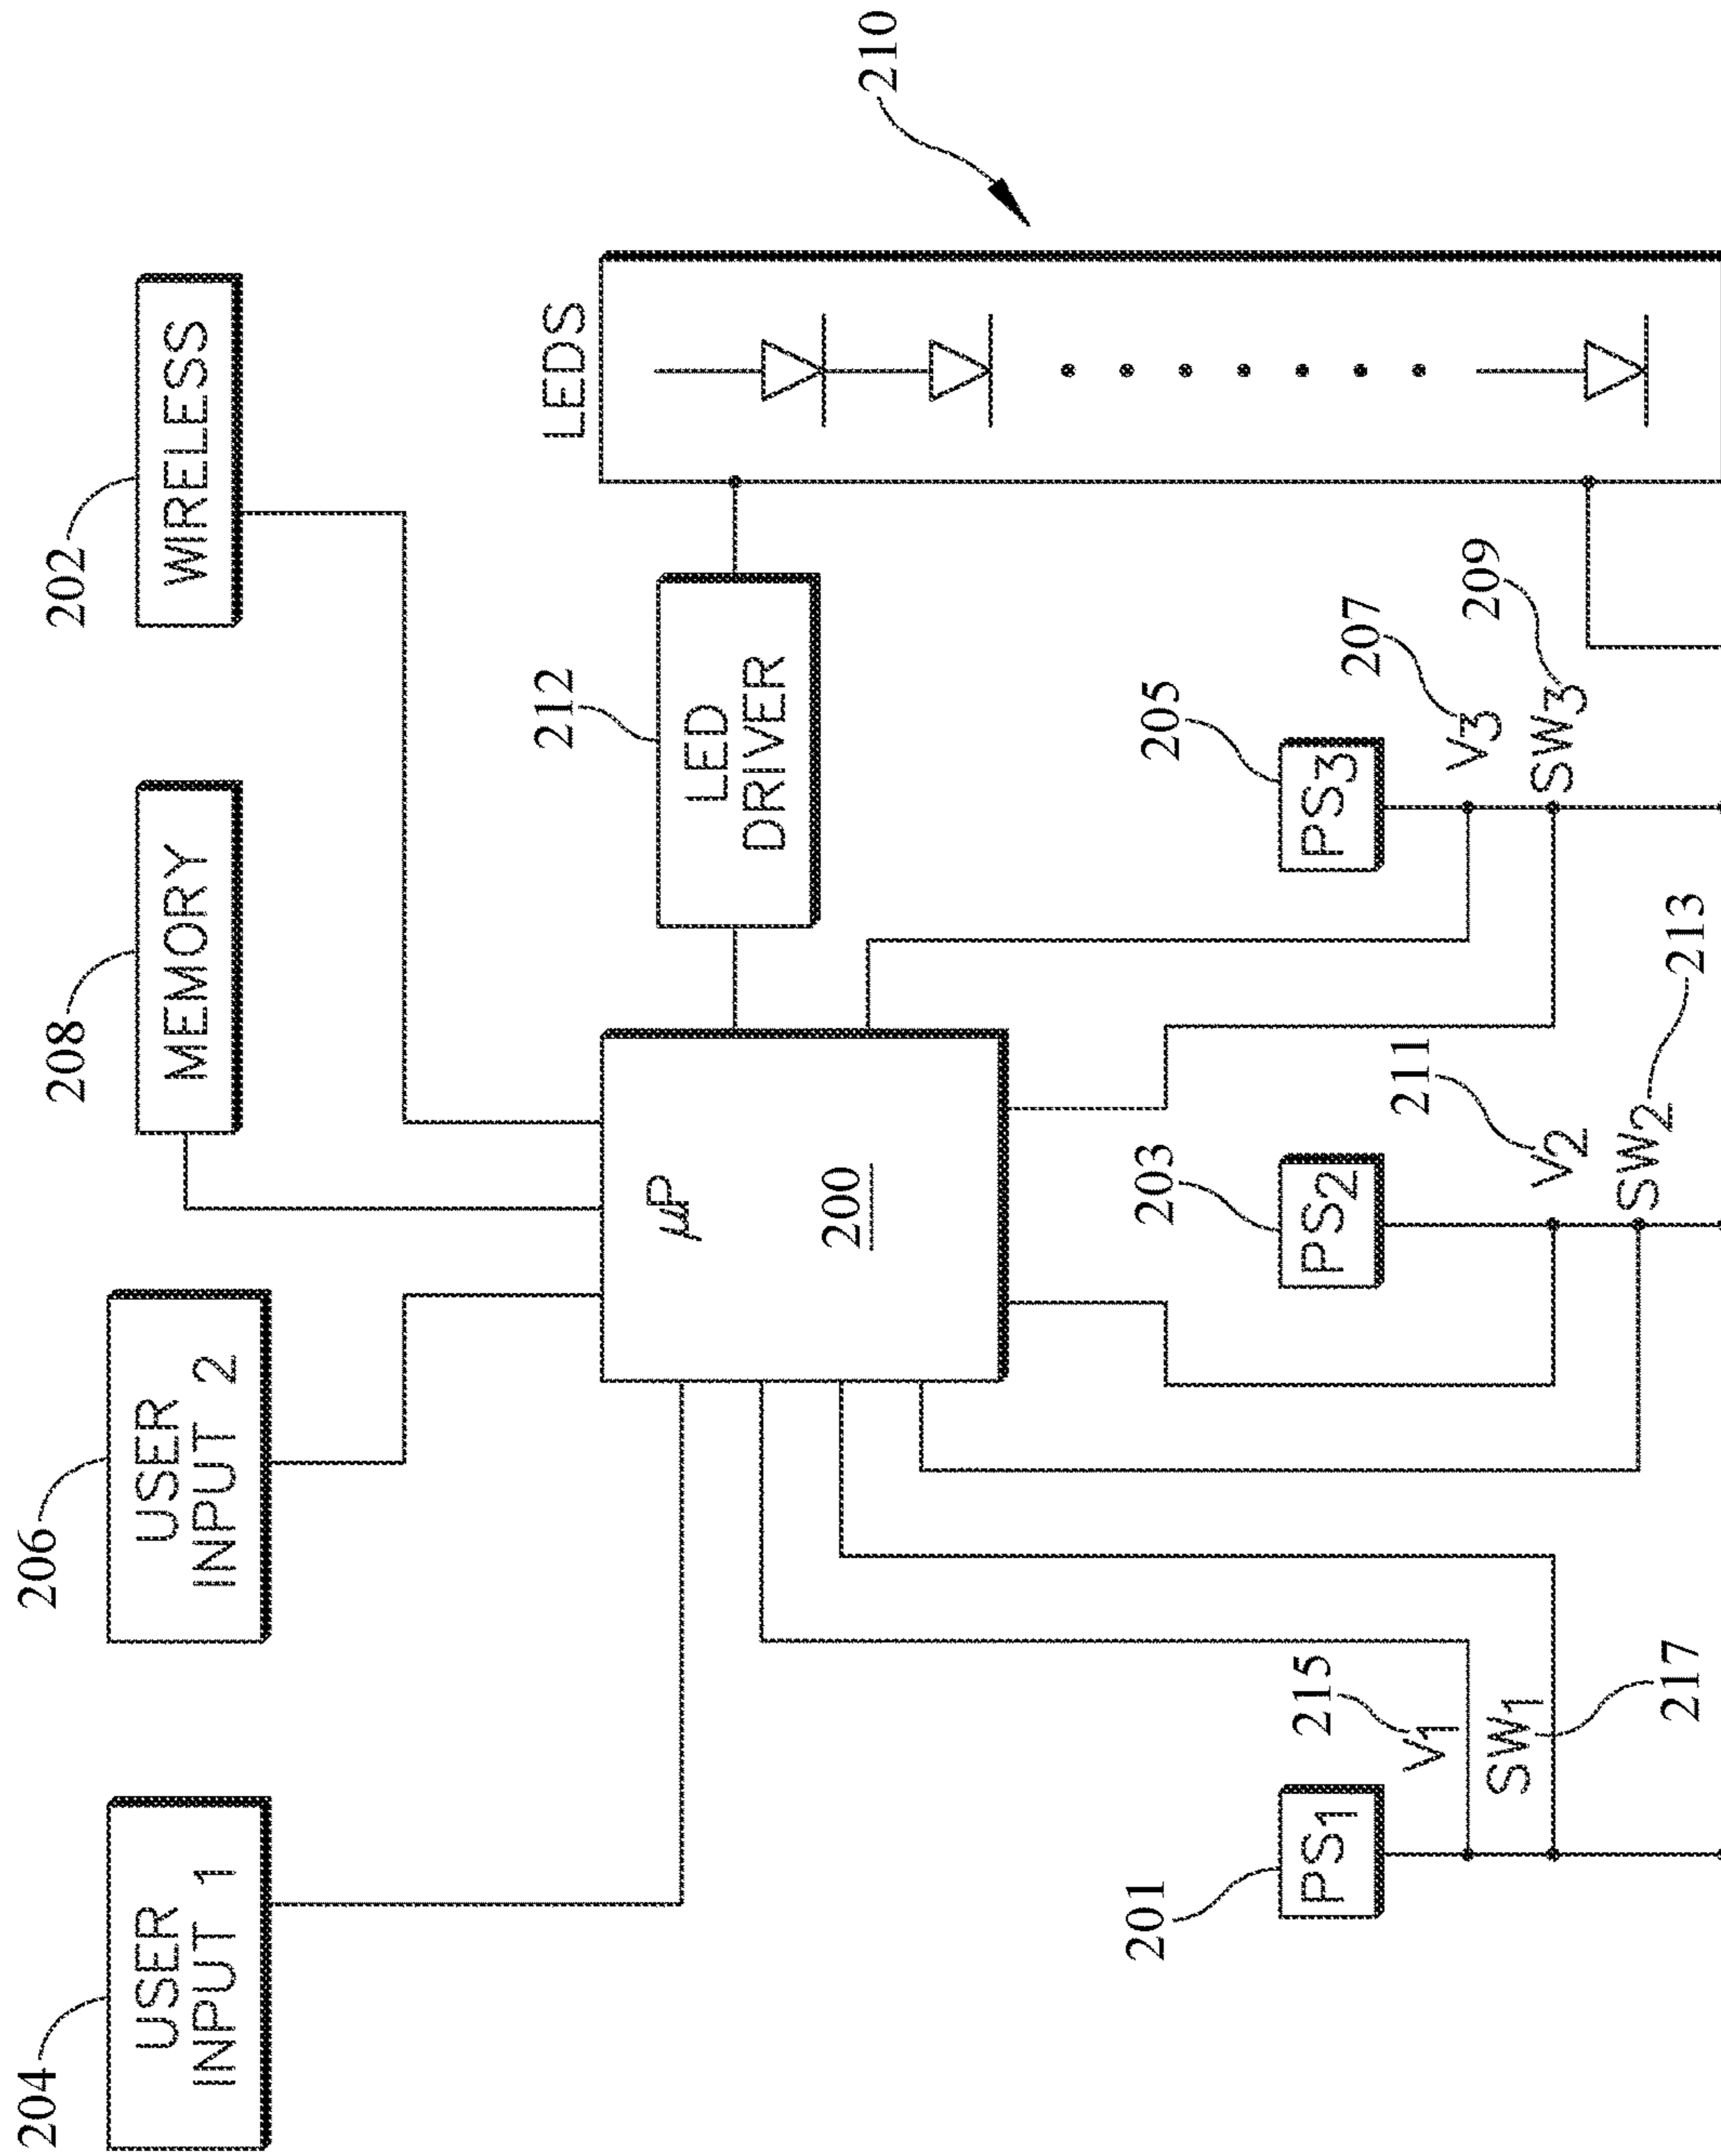 204
USER
INPUT 1
206
USER
INPUT 2
208
MEMORY
202
WIRELESS
µP
200
212
LED
DRIVER
LEDS
210
201
PS1
V1
215
SW1
217
203
PS2
V2
211
SW2
213
205
PS3
V3
207
SW3
209